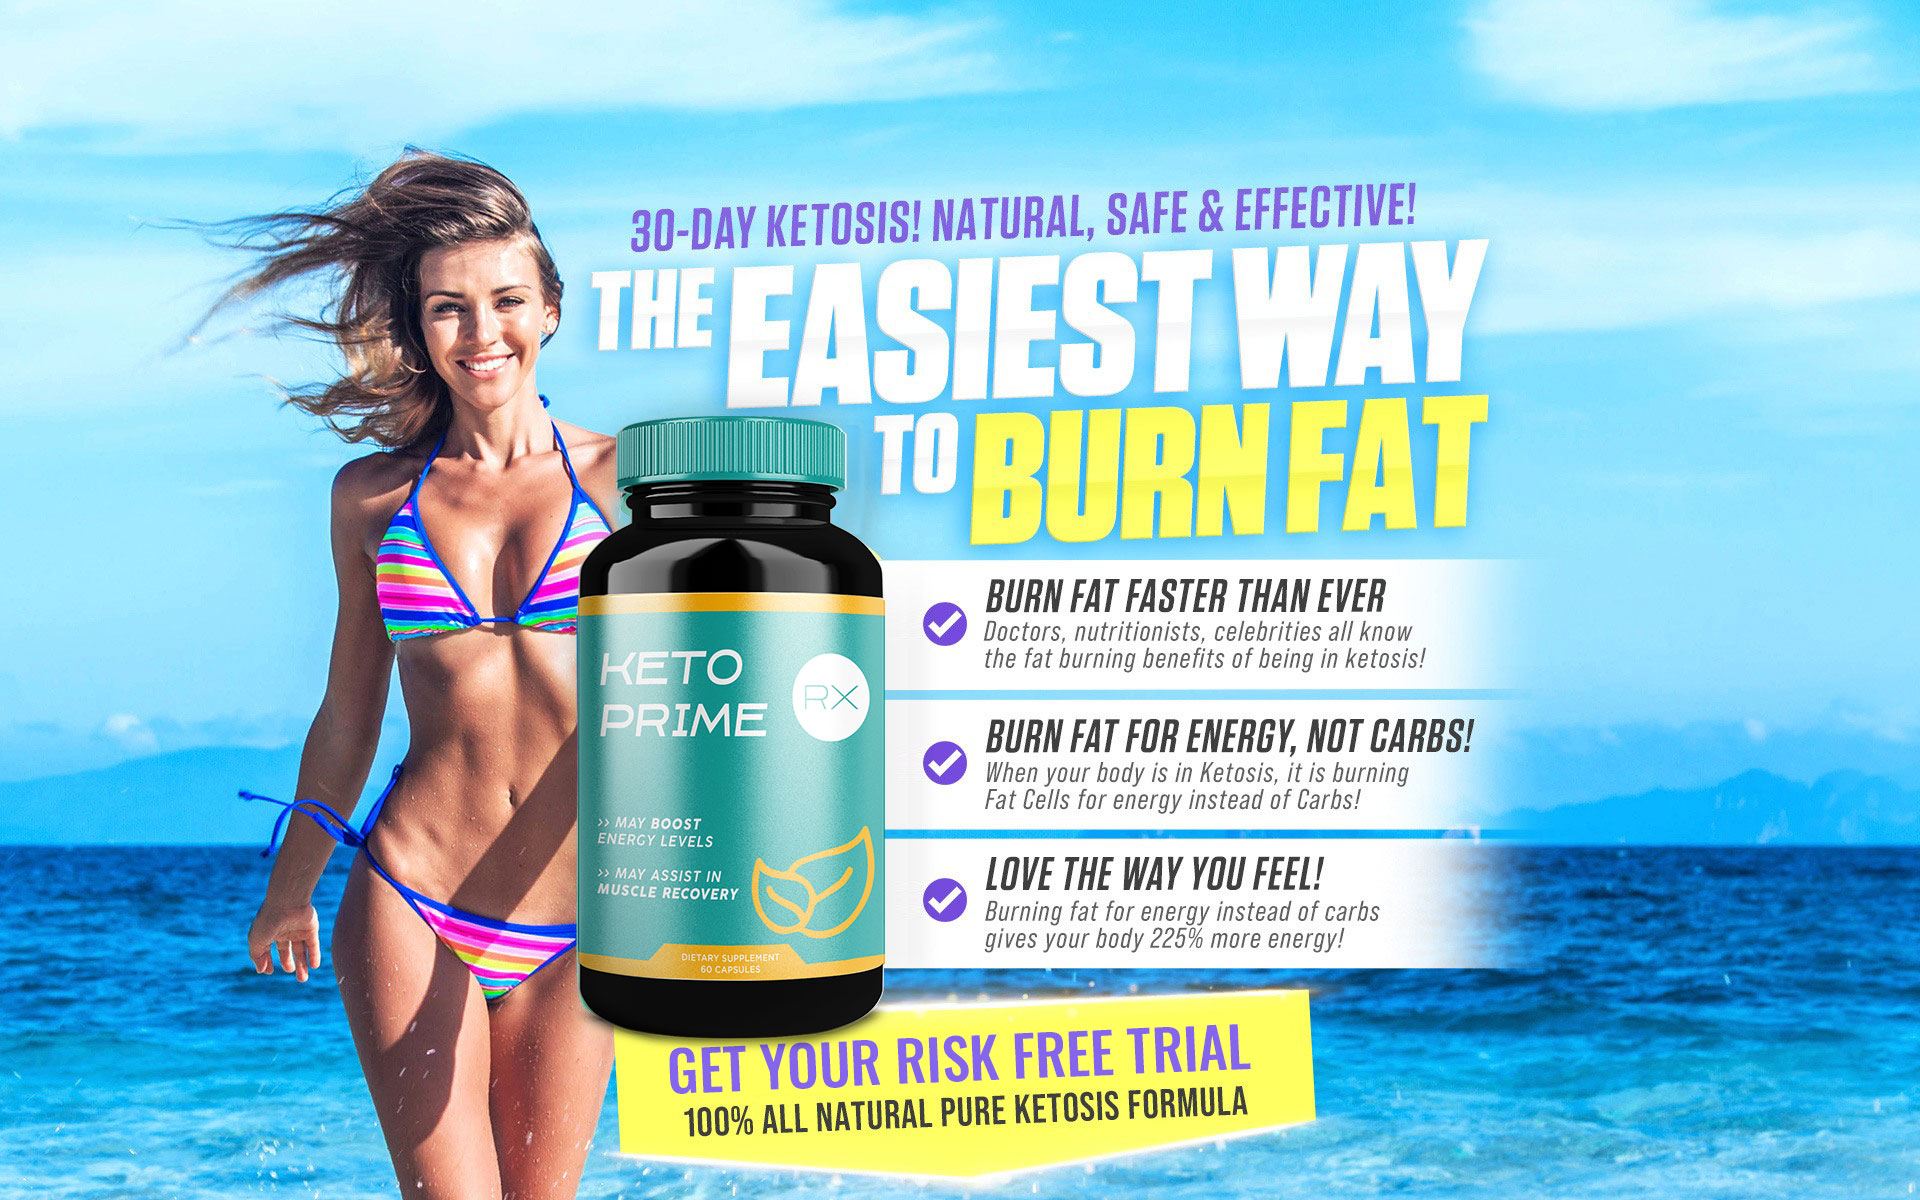 30-DAY KETOSIS! NATURAL, SAFE & EFFECTIVE!
THE EASIEST WAY
TO BURN FAT
BURN FAT FASTER THAN EVER
Doctors, nutritionists, celebrities all know
the fat burning benefits of being in ketosis!
BURN FAT FOR ENERGY, NOT CARBS!
When your body is in Ketosis, it is burning
Fat Cells for energy instead of Carbs!
LOVE THE WAY YOU FEEL!
Burning fat for energy instead of carbs
gives your body 225% more energy!
KETO
PRIME
RX
>> MAY BOOST
ENERGY LEVELS
>> MAY ASSIST IN
MUSCLE RECOVERY
DIETARY SUPPLEMENT
60 CAPSULES
GET YOUR RISK FREE TRIAL
100% ALL NATURAL PURE KETOSIS FORMULA